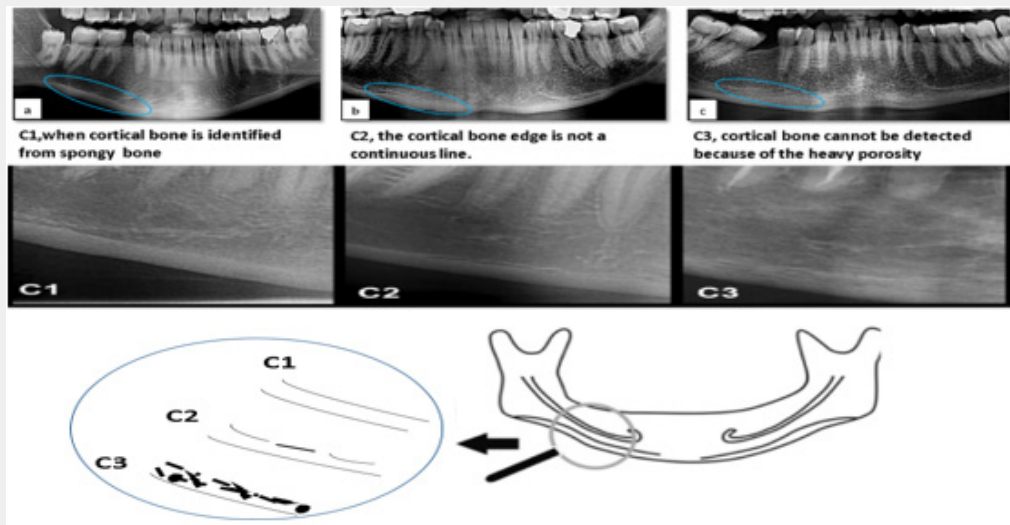 a
b
c
C1,when cortical bone is identified
from spongy bone
C2, the cortical bone edge is not a
continuous line.
C3, cortical bone cannot be detected
because of the heavy porosity
C1
C2
C3
C1
C2
C3